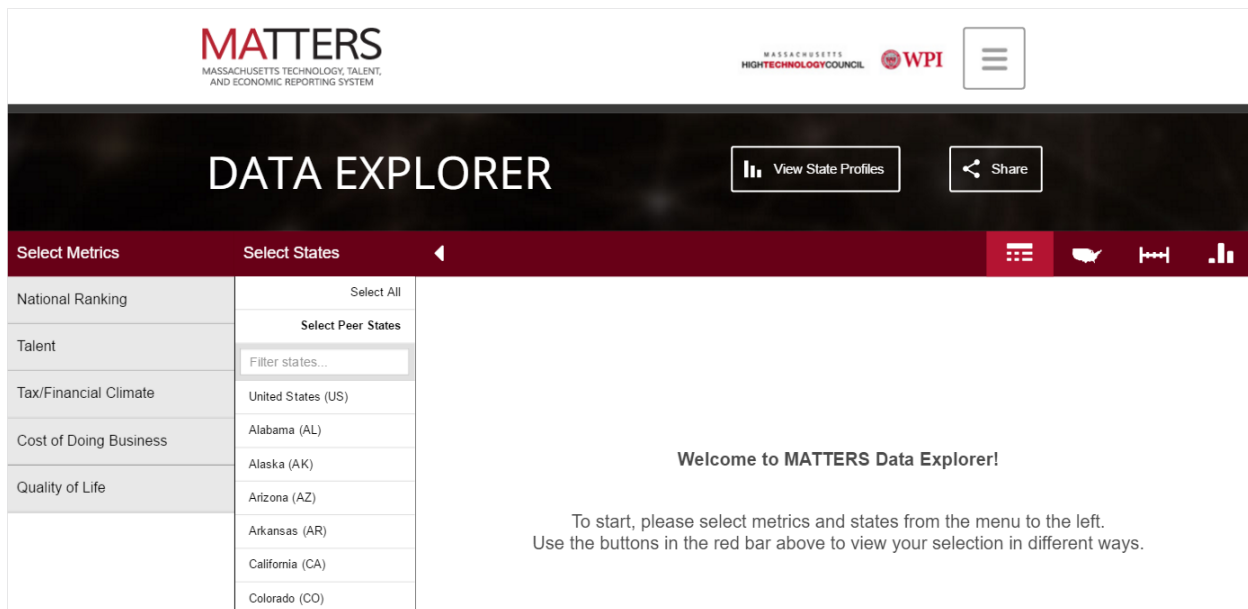 MATTERS
MASSACHUSETTS TECHNOLOGY, TALENT,
AND ECONOMIC REPORTING SYSTEM
MASSACHUSETTS
HIGHTECHNOLOGYCOUNCIL
WPI
DATA EXPLORER
View State Profiles
Share
Select Metrics
Select States
National Ranking
Talent
Tax/Financial Climate
Cost of Doing Business
Quality of Life
Select All
Select Peer States
Filter states...
United States (US)
Alabama (AL)
Alaska (AK)
Arizona (AZ)
Arkansas (AR)
California (CA)
Colorado (CO)
Welcome to MATTERS Data Explorer!
To start, please select metrics and states from the menu to the left.
Use the buttons in the red bar above to view your selection in different ways.